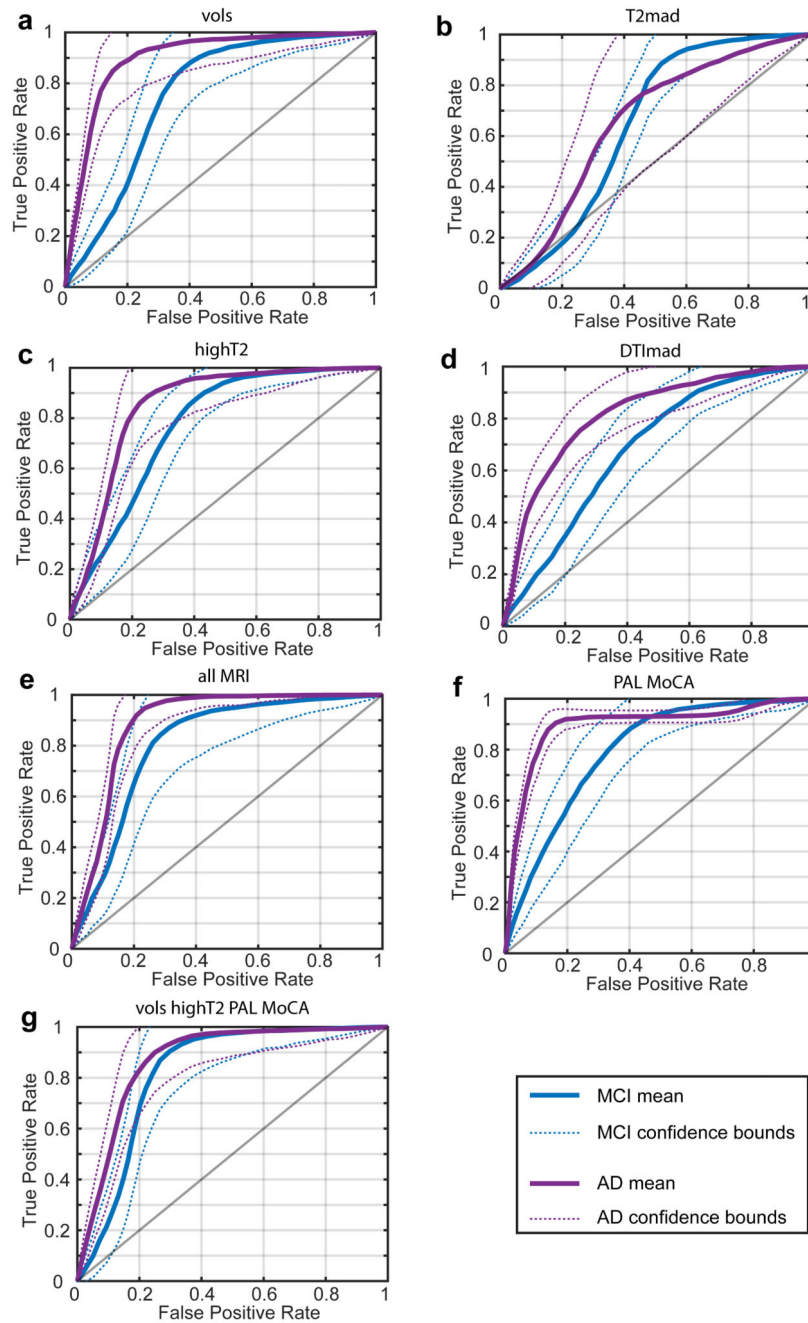 a
vols
True Positive Rate
1
0.8
0.6
0.4
0.2
0
0 0.2 0.4 0.6 0.8 1
False Positive Rate
b
T2mad
True Positive Rate
1
0.8
0.6
0.4
0.2
0
0 0.2 0.4 0.6 0.8 1
False Positive Rate
c
highT2
True Positive Rate
1
0.8
0.6
0.4
0.2
0
0 0.2 0.4 0.6 0.8 1
False Positive Rate
d
DTImad
True Positive Rate
1
0.8
0.6
0.4
0.2
0
0 0.2 0.4 0.6 0.8 1
False Positive Rate
e
all MRI
True Positive Rate
1
0.8
0.6
0.4
0.2
0
0 0.2 0.4 0.6 0.8 1
False Positive Rate
f
PAL MoCA
True Positive Rate
1
0.8
0.6
0.4
0.2
0
0 0.2 0.4 0.6 0.8 1
False Positive Rate
g
vols highT2 PAL MoCA
True Positive Rate
1
0.8
0.6
0.4
0.2
0
0 0.2 0.4 0.6 0.8 1
False Positive Rate
MCI mean
MCI confidence bounds
AD mean
AD confidence bounds